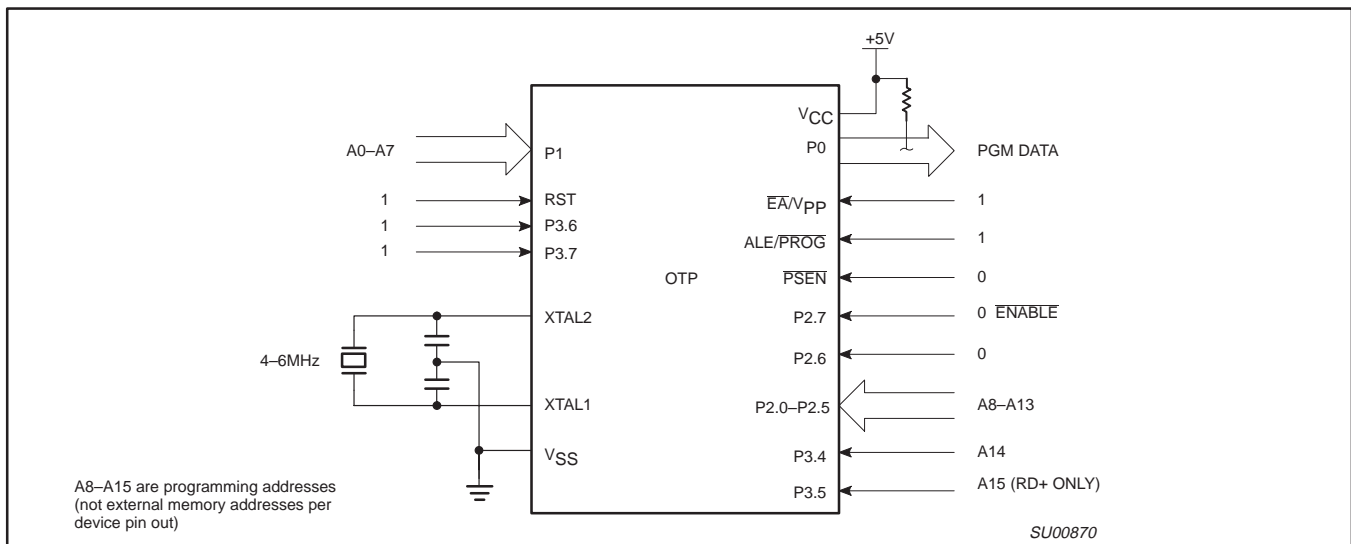 +5V
VCC
A0–A7
P1
P0
PGM DATA
1
RST
EA/VPP
1
1
P3.6
ALE/PROG
1
1
P3.7
OTP
PSEN
0
XTAL2
P2.7
0 ENABLE
4–6MHz
P2.6
0
XTAL1
P2.0–P2.5
A8–A13
VSS
P3.4
A14
A8–A15 are programming addresses
(not external memory addresses per
device pin out)
P3.5
A15 (RD+ ONLY)
SU00870